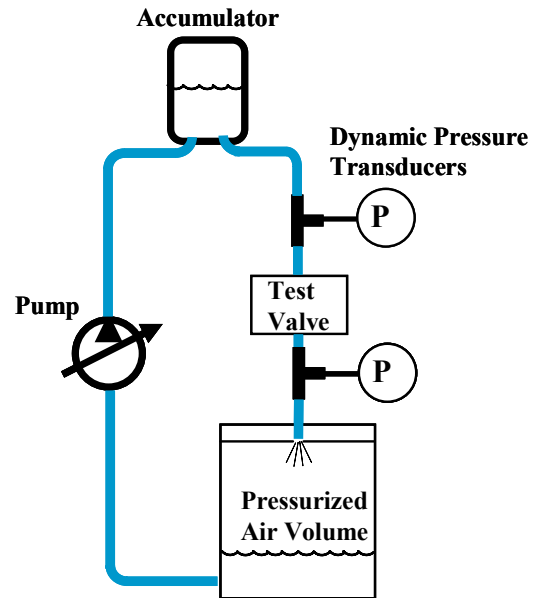 Accumulator
Dynamic Pressure
Transducers
P
Test
Valve
Pump
P
Pressurized
Air Volume